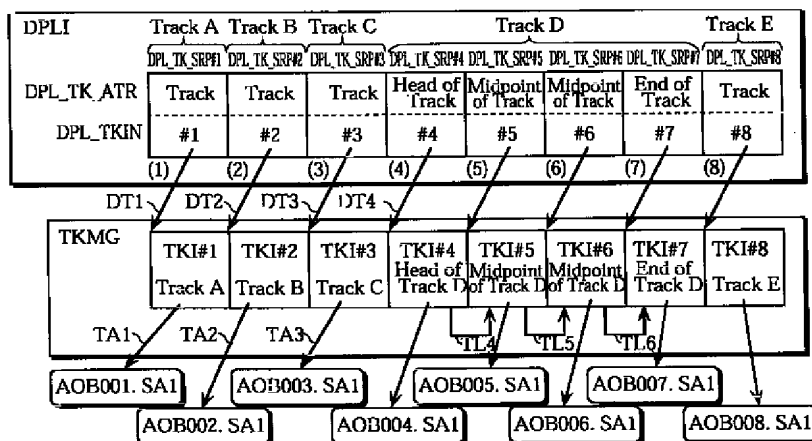 DPLI
Track A Track B Track C Track D Track E
DPL_TK_SRP#1 DPL_TK_SRP#2 DPL_TK_SRP#3 DPL_TK_SRP#4 DPL_TK_SRP#5 DPL_TK_SRP#6 DPL_TK_SRP#7 DPL_TK_SRP#8
DPL_TK_ATR
Track
Track
Track
Head of
Track
Midpoint
of Track
Midpoint
of Track
End of
Track
Track
DPL_TKIN #1 #2 #3 #4 #5 #6 #7 #8
(1) (2) (3) (4) (5) (6) (7) (8)
DT1 DT2 DT3 DT4
TKMG
TKI#1
Track A
TKI#2
Track B
TKI#3
Track C
TKI#4
Head of
Track D
TKI#5
Midpoint
of Track D
TKI#6
Midpoint
of Track D
TKI#7
End of
Track D
TKI#8
Track E
TA1 TA2 TA3 TL4 TL5 TL6
AOB001. SA1 AOB003. SA1 AOB005. SA1 AOB007. SA1
AOB002. SA1 AOB004. SA1 AOB006. SA1 AOB008. SA1